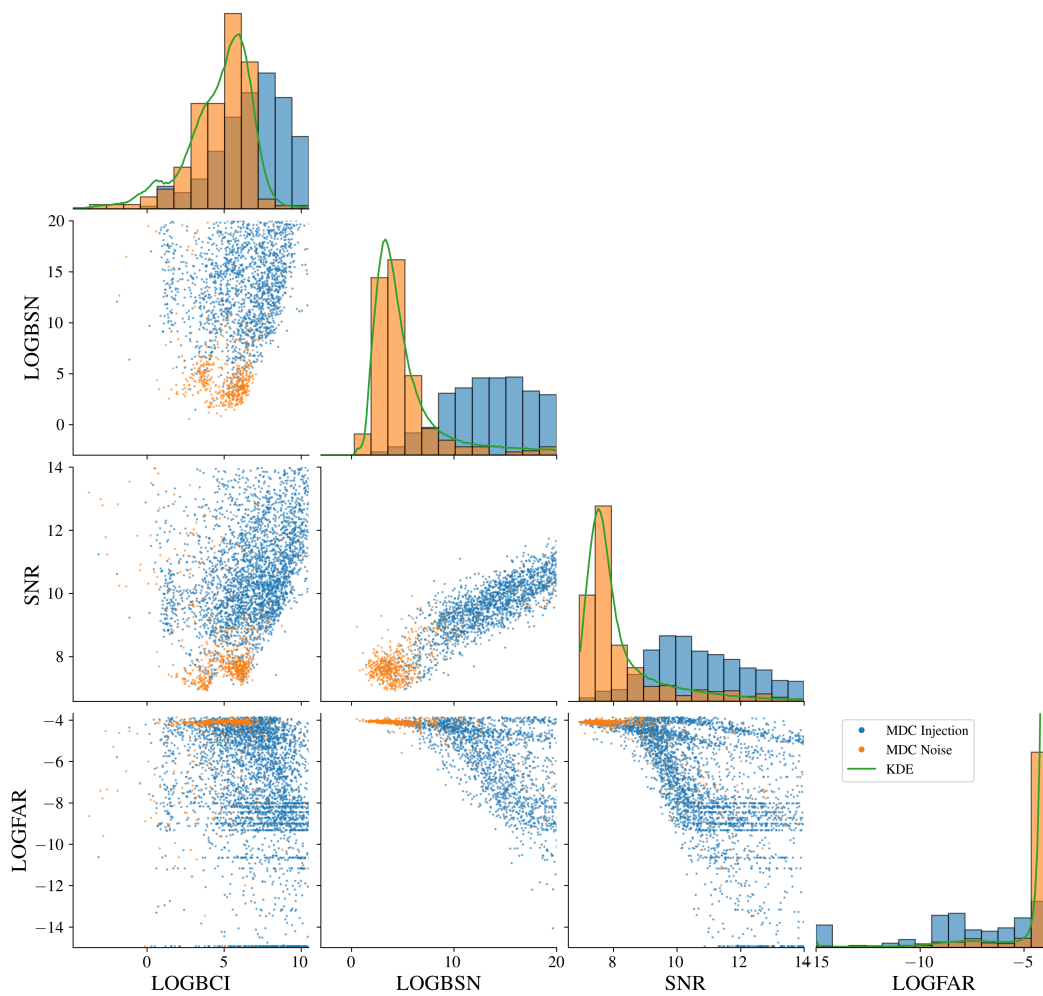 20
15
10
5
0
LOGBSN
14
12
10
8
SNR
MDC Injection
MDC Noise
KDE
−4
−6
−8
−10
−12
−14
LOGFAR
0 5 10
0 10 20
8 10 12 14
−15 −10 −5
LOGBCI LOGBSN SNR LOGFAR